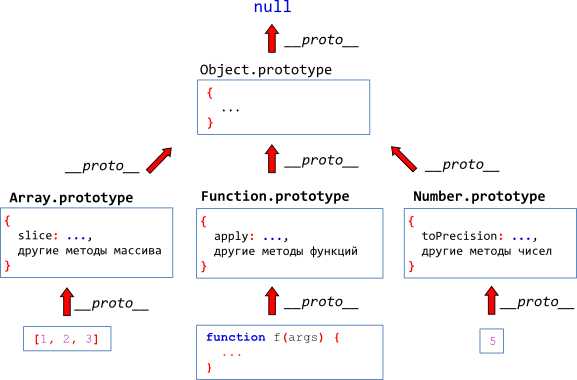 null
__proto__
Object.prototype
{
...
}
__proto__ __proto__ __proto__
Array.prototype Function.prototype Number.prototype
{ { {
slice: ..., apply: ..., toPrecision: ...,
другие методы массива другие методы функций другие методы чисел
} } }
__proto__ __proto__ __proto__
[1, 2, 3] function f(args) { 5
...
}